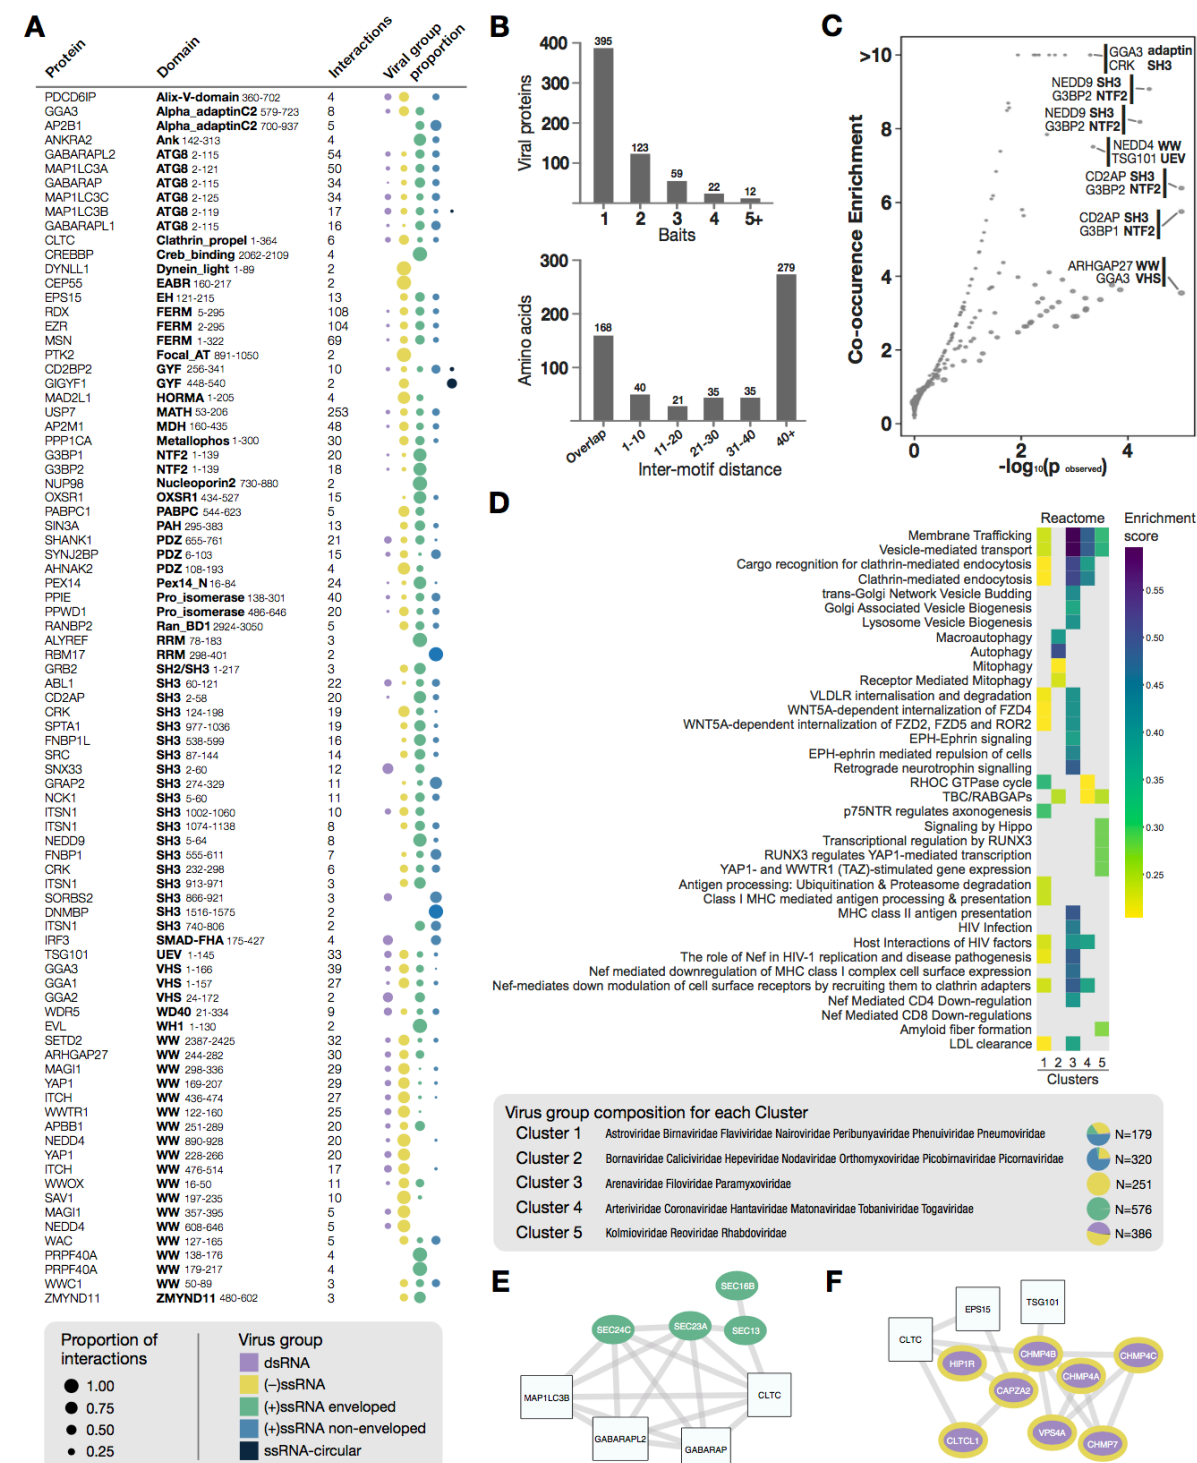 A
Protein Domain Interactions Viral group proportion
PDCD6IP Alix-V-domain 360-702 4
GGA3 Alpha_adaptinC2 579-723 8
AP2B1 Alpha_adaptinC2 700-937 5
ANKRA2 Ank 142-313 4
GABARAPL2 ATG8 2-115 54
MAP1LC3A ATG8 2-121 50
GABARAP ATG8 2-115 34
MAP1LC3C ATG8 2-125 34
MAP1LC3B ATG8 2-119 17
GABARAPL1 ATG8 2-115 16
CLTC Clathrin_propel 1-364 6
CREBBP Creb_binding 2062-2109 4
DYNLL1 Dynein_light 1-89 2
CEP55 EABR 160-217 2
EPS15 EH 121-215 13
RDX FERM 5-295 108
EZR FERM 2-295 104
MSN FERM 1-322 69
PTK2 Focal_AT 891-1050 2
CD2BP2 GYF 256-341 10
GIGYF1 GYF 448-540 2
MAD2L1 HORMA 1-205 4
USP7 MATH 53-206 253
AP2M1 MDH 160-435 48
PPP1CA Metallophos 1-300 30
G3BP1 NTF2 1-139 20
G3BP2 NTF2 1-139 18
NUP98 Nucleoporin2 730-880 2
OXSR1 OXSR1 434-527 15
PABPC1 PABPC 544-623 5
SIN3A PAH 295-383 13
SHANK1 PDZ 655-761 21
SYNJ2BP PDZ 6-103 15
AHNAK2 PDZ 108-193 4
PEX14 Pex14_N 16-84 24
PPIE Pro_isomerase 138-301 40
PPWD1 Pro_isomerase 486-646 20
RANBP2 Ran_BD1 2924-3050 5
ALYREF RRM 78-183 3
RBM17 RRM 298-401 2
GRB2 SH2/SH3 1-217 3
ABL1 SH3 60-121 22
CD2AP SH3 2-58 20
CRK SH3 124-198 19
SPTA1 SH3 977-1036 19
FNBP1L SH3 538-599 16
SRC SH3 87-144 14
SNX33 SH3 2-60 12
GRAP2 SH3 274-329 11
NCK1 SH3 5-60 11
ITSN1 SH3 1002-1060 10
ITSN1 SH3 1074-1138 8
NEDD9 SH3 5-64 8
FNBP1 SH3 555-611 7
CRK SH3 232-298 6
ITSN1 SH3 913-971 3
SORBS2 SH3 866-921 3
DNMBP SH3 1516-1575 2
ITSN1 SH3 740-806 2
IRF3 SMAD-FHA 175-427 4
TSG101 UEV 1-145 33
GGA3 VHS 1-166 39
GGA1 VHS 1-157 27
GGA2 VHS 24-172 2
WDR5 WD40 21-334 9
EVL WH1 1-130 2
SETD2 WW 2387-2425 32
ARHGAP27 WW 244-282 30
MAGI1 WW 298-336 29
YAP1 WW 169-207 29
ITCH WW 436-474 27
WWTR1 WW 122-160 25
APBB1 WW 251-289 20
NEDD4 WW 890-928 20
YAP1 WW 228-266 20
ITCH WW 476-514 17
WWOX WW 16-50 11
SAV1 WW 197-235 10
MAGI1 WW 357-395 5
NEDD4 WW 608-646 5
WAC WW 127-165 5
PRPF40A WW 138-176 4
PRPF40A WW 179-217 4
WWC1 WW 50-89 3
ZMYND11 ZMYND11 480-602 3
Proportion of interactions
1.00
0.75
0.50
0.25
Virus group
dsRNA
(–)ssRNA
(+)ssRNA enveloped
(+)ssRNA non-enveloped
ssRNA-circular
B
Viral proteins
400
300
200
100
395
123
59
22
12
1 2 3 4 5+
Baits
Amino acids
300
200
100
168
40
21
35
35
279
Overlap 1-10 11-20 21-30 31-40 40+
Inter-motif distance
C
Co-occurence Enrichment
>10
8
6
4
2
0
0 2 4
-log10(p observed)
GGA3 adaptin
CRK SH3
NEDD9 SH3
G3BP2 NTF2
NEDD9 SH3
G3BP2 NTF2
NEDD4 WW
TSG101 UEV
CD2AP SH3
G3BP2 NTF2
CD2AP SH3
G3BP1 NTF2
ARHGAP27 WW
GGA3 VHS
D
Reactome
Enrichment score
Membrane Trafficking
Vesicle-mediated transport
Cargo recognition for clathrin-mediated endocytosis
Clathrin-mediated endocytosis
trans-Golgi Network Vesicle Budding
Golgi Associated Vesicle Biogenesis
Lysosome Vesicle Biogenesis
Macroautophagy
Autophagy
Mitophagy
Receptor Mediated Mitophagy
VLDLR internalisation and degradation
WNT5A-dependent internalization of FZD4
WNT5A-dependent internalization of FZD2, FZD5 and ROR2
EPH-Ephrin signaling
EPH-ephrin mediated repulsion of cells
Retrograde neurotrophin signalling
RHOC GTPase cycle
TBC/RABGAPs
p75NTR regulates axonogenesis
Signaling by Hippo
Transcriptional regulation by RUNX3
RUNX3 regulates YAP1-mediated transcription
YAP1- and WWTR1 (TAZ)-stimulated gene expression
Antigen processing: Ubiquitination & Proteasome degradation
Class I MHC mediated antigen processing & presentation
MHC class II antigen presentation
HIV Infection
Host Interactions of HIV factors
The role of Nef in HIV-1 replication and disease pathogenesis
Nef mediated downregulation of MHC class I complex cell surface expression
Nef-mediates down modulation of cell surface receptors by recruiting them to clathrin adapters
Nef Mediated CD4 Down-regulation
Nef Mediated CD8 Down-regulations
Amyloid fiber formation
LDL clearance
1 2 3 4 5
Clusters
0.55
0.50
0.45
0.40
0.35
0.30
0.25
Virus group composition for each Cluster
Cluster 1 Astroviridae Birnaviridae Flaviviridae Nairoviridae Peribunyaviridae Phenuiviridae Pneumoviridae N=179
Cluster 2 Bornaviridae Caliciviridae Hepeviridae Nodaviridae Orthomyxoviridae Picobirnaviridae Picornaviridae N=320
Cluster 3 Arenaviridae Filoviridae Paramyxoviridae N=251
Cluster 4 Arteriviridae Coronaviridae Hantaviridae Matonaviridae Tobaniviridae Togaviridae N=576
Cluster 5 Kolmioviridae Reoviridae Rhabdoviridae N=386
E
SEC16B
SEC24C
SEC23A
SEC13
MAP1LC3B
CLTC
GABARAPL2
GABARAP
F
EPS15
TSG101
CLTC
HIP1R
CHMP4B
CHMP4C
CHMP4A
CAPZA2
CLTCL1
VPS4A
CHMP7